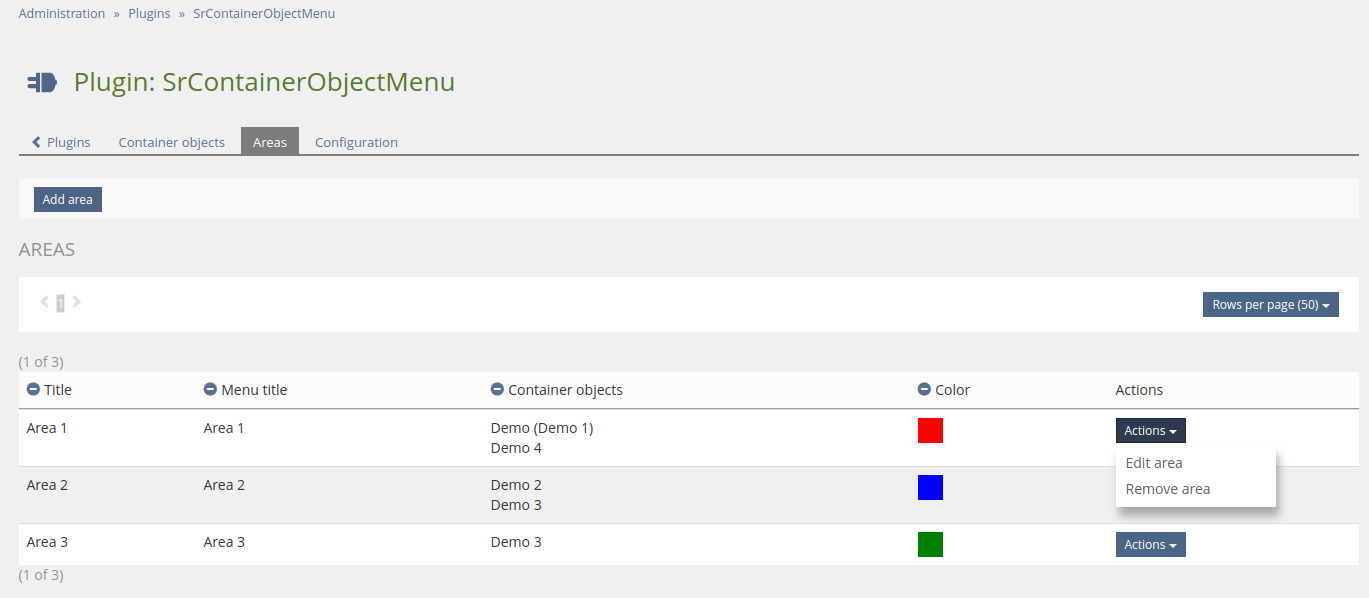 Administration » Plugins » SrContainerObjectMenu
Plugin: SrContainerObjectMenu
Plugins Container objects Areas Configuration
Add area
AREAS
1
Rows per page (50)
(1 of 3)
Title Menu title Container objects Color Actions
Area 1 Area 1 Demo (Demo 1) Actions
Demo 4
Edit area
Area 2 Area 2 Demo 2 Remove area
Demo 3
Area 3 Area 3 Demo 3 Actions
(1 of 3)